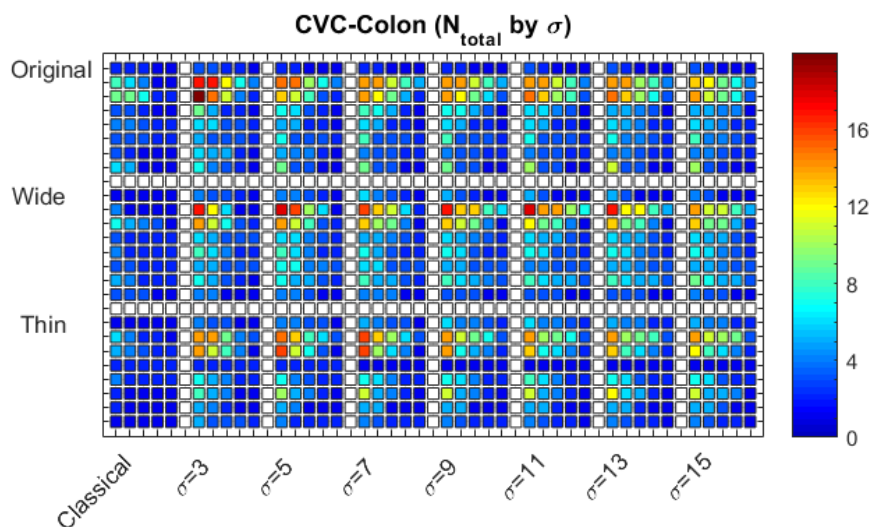 CVC-Colon (N_total by σ)
Original
Wide
Thin
16
12
8
4
0
Classical
σ=3
σ=5
σ=7
σ=9
σ=11
σ=13
σ=15